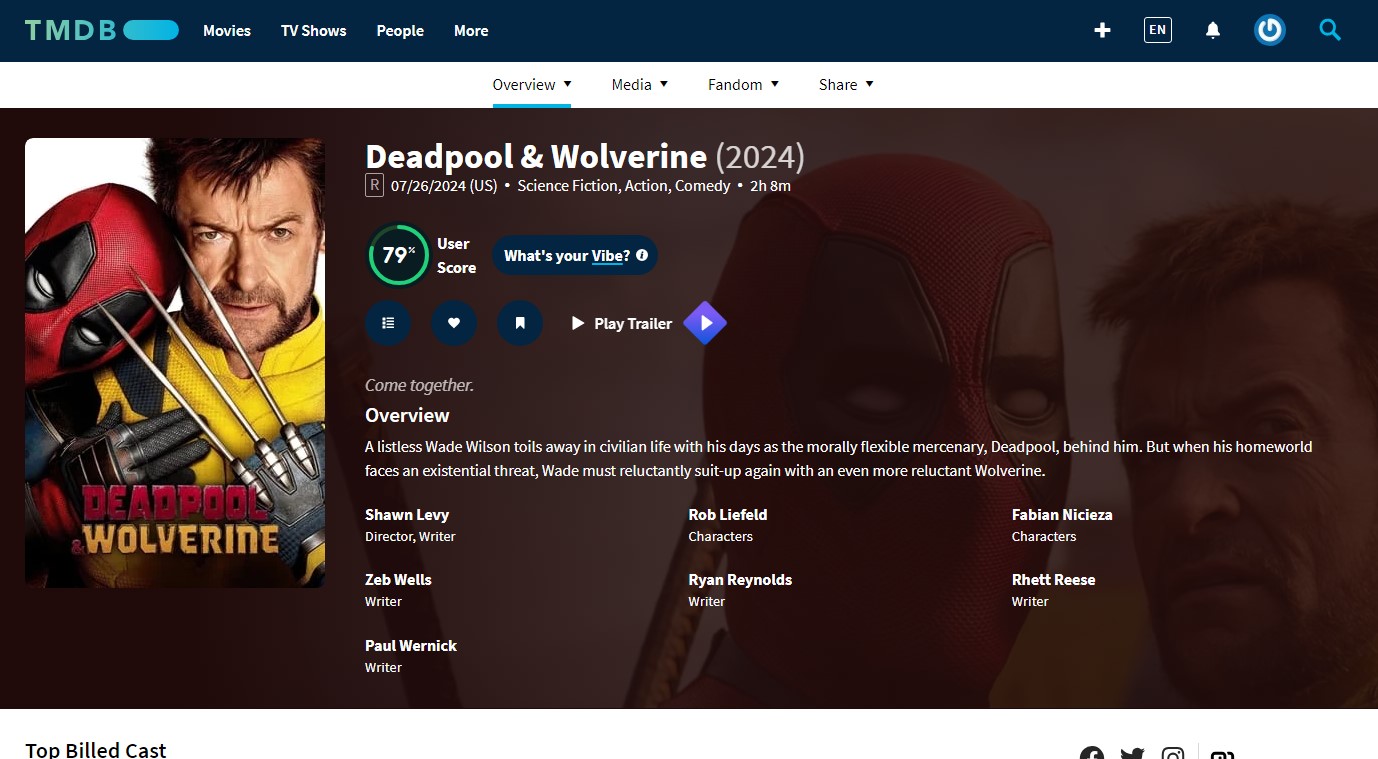 TMDB
Movies
TV Shows
People
More
EN
Overview
Media
Fandom
Share
Deadpool & Wolverine (2024)
R 07/26/2024 (US) • Science Fiction, Action, Comedy • 2h 8m
79%
User
Score
What's your Vibe?
Play Trailer
Come together.
Overview
A listless Wade Wilson toils away in civilian life with his days as the morally flexible mercenary, Deadpool, behind him. But when his homeworld
faces an existential threat, Wade must reluctantly suit-up again with an even more reluctant Wolverine.
Shawn Levy
Director, Writer
Rob Liefeld
Characters
Fabian Nicieza
Characters
Zeb Wells
Writer
Ryan Reynolds
Writer
Rhett Reese
Writer
Paul Wernick
Writer
DEADPOOL
& WOLVERINE
Top Billed Cast